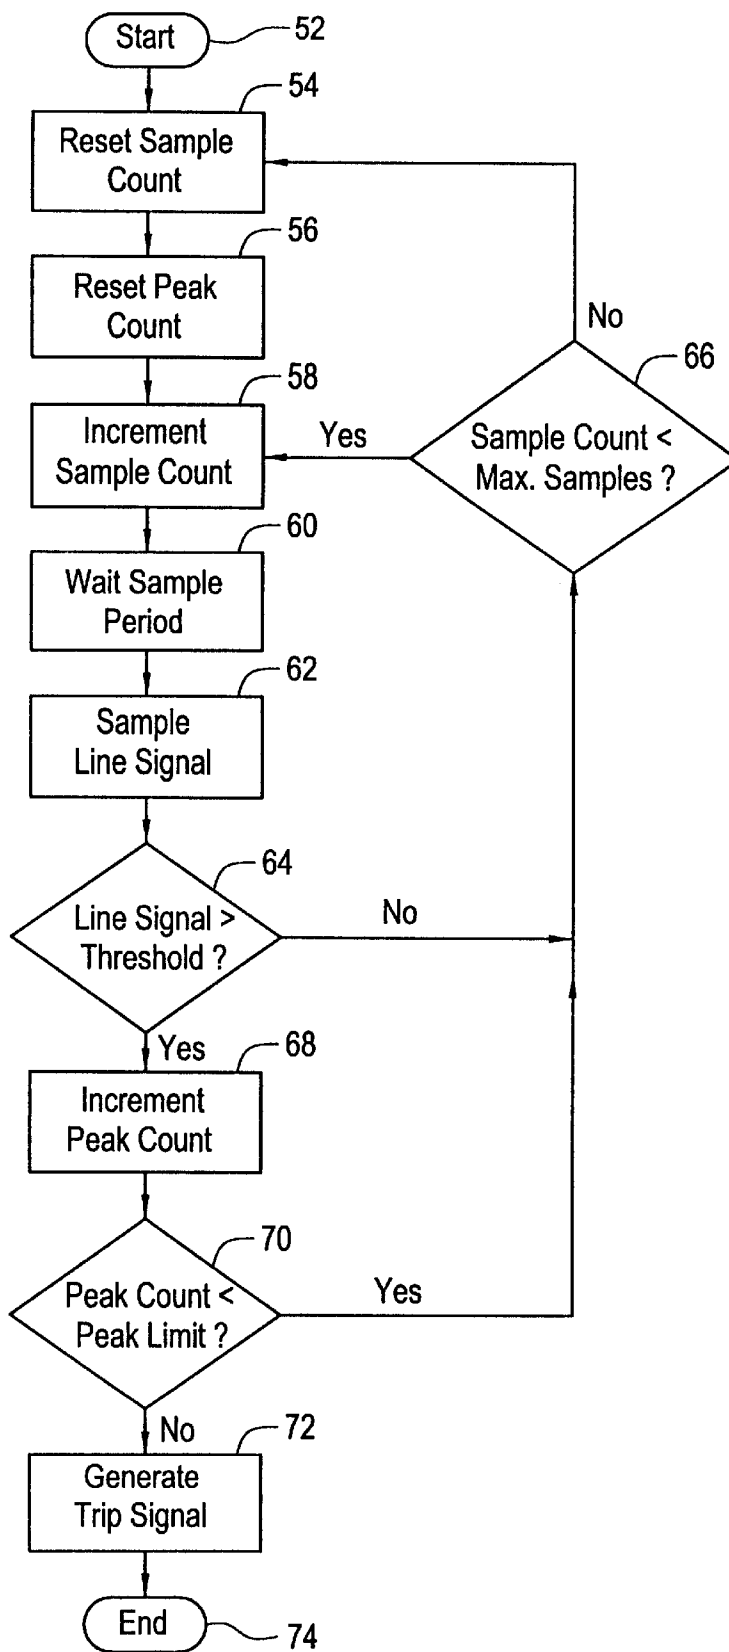 Start
52
54
Reset Sample
Count
56
Reset Peak
Count
No
66
58
Increment
Sample Count
Yes
Sample Count <
Max. Samples ?
60
Wait Sample
Period
62
Sample
Line Signal
64
Line Signal >
Threshold ?
No
Yes
68
Increment
Peak Count
70
Peak Count <
Peak Limit ?
Yes
No
72
Generate
Trip Signal
End
74